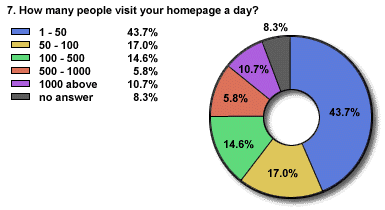 7. How many people visit your homepage a day?
1 - 50 43.7%
50 - 100 17.0%
100 - 500 14.6%
500 - 1000 5.8%
1000 above 10.7%
no answer 8.3%
8.3%
10.7%
5.8%
43.7%
14.6%
17.0%